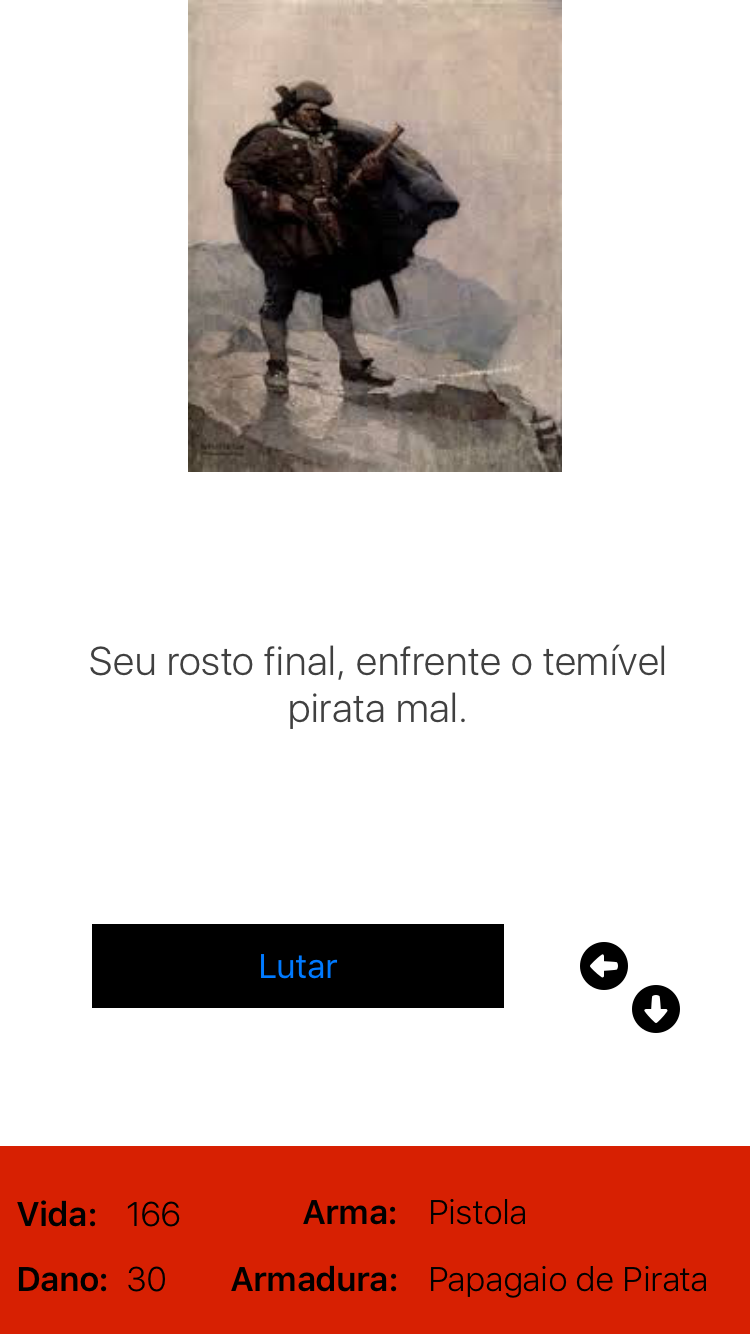 Seu rosto final, enfrente o temível
pirata mal.
Lutar
Vida: 166 Arma: Pistola
Dano: 30 Armadura: Papagaio de Pirata